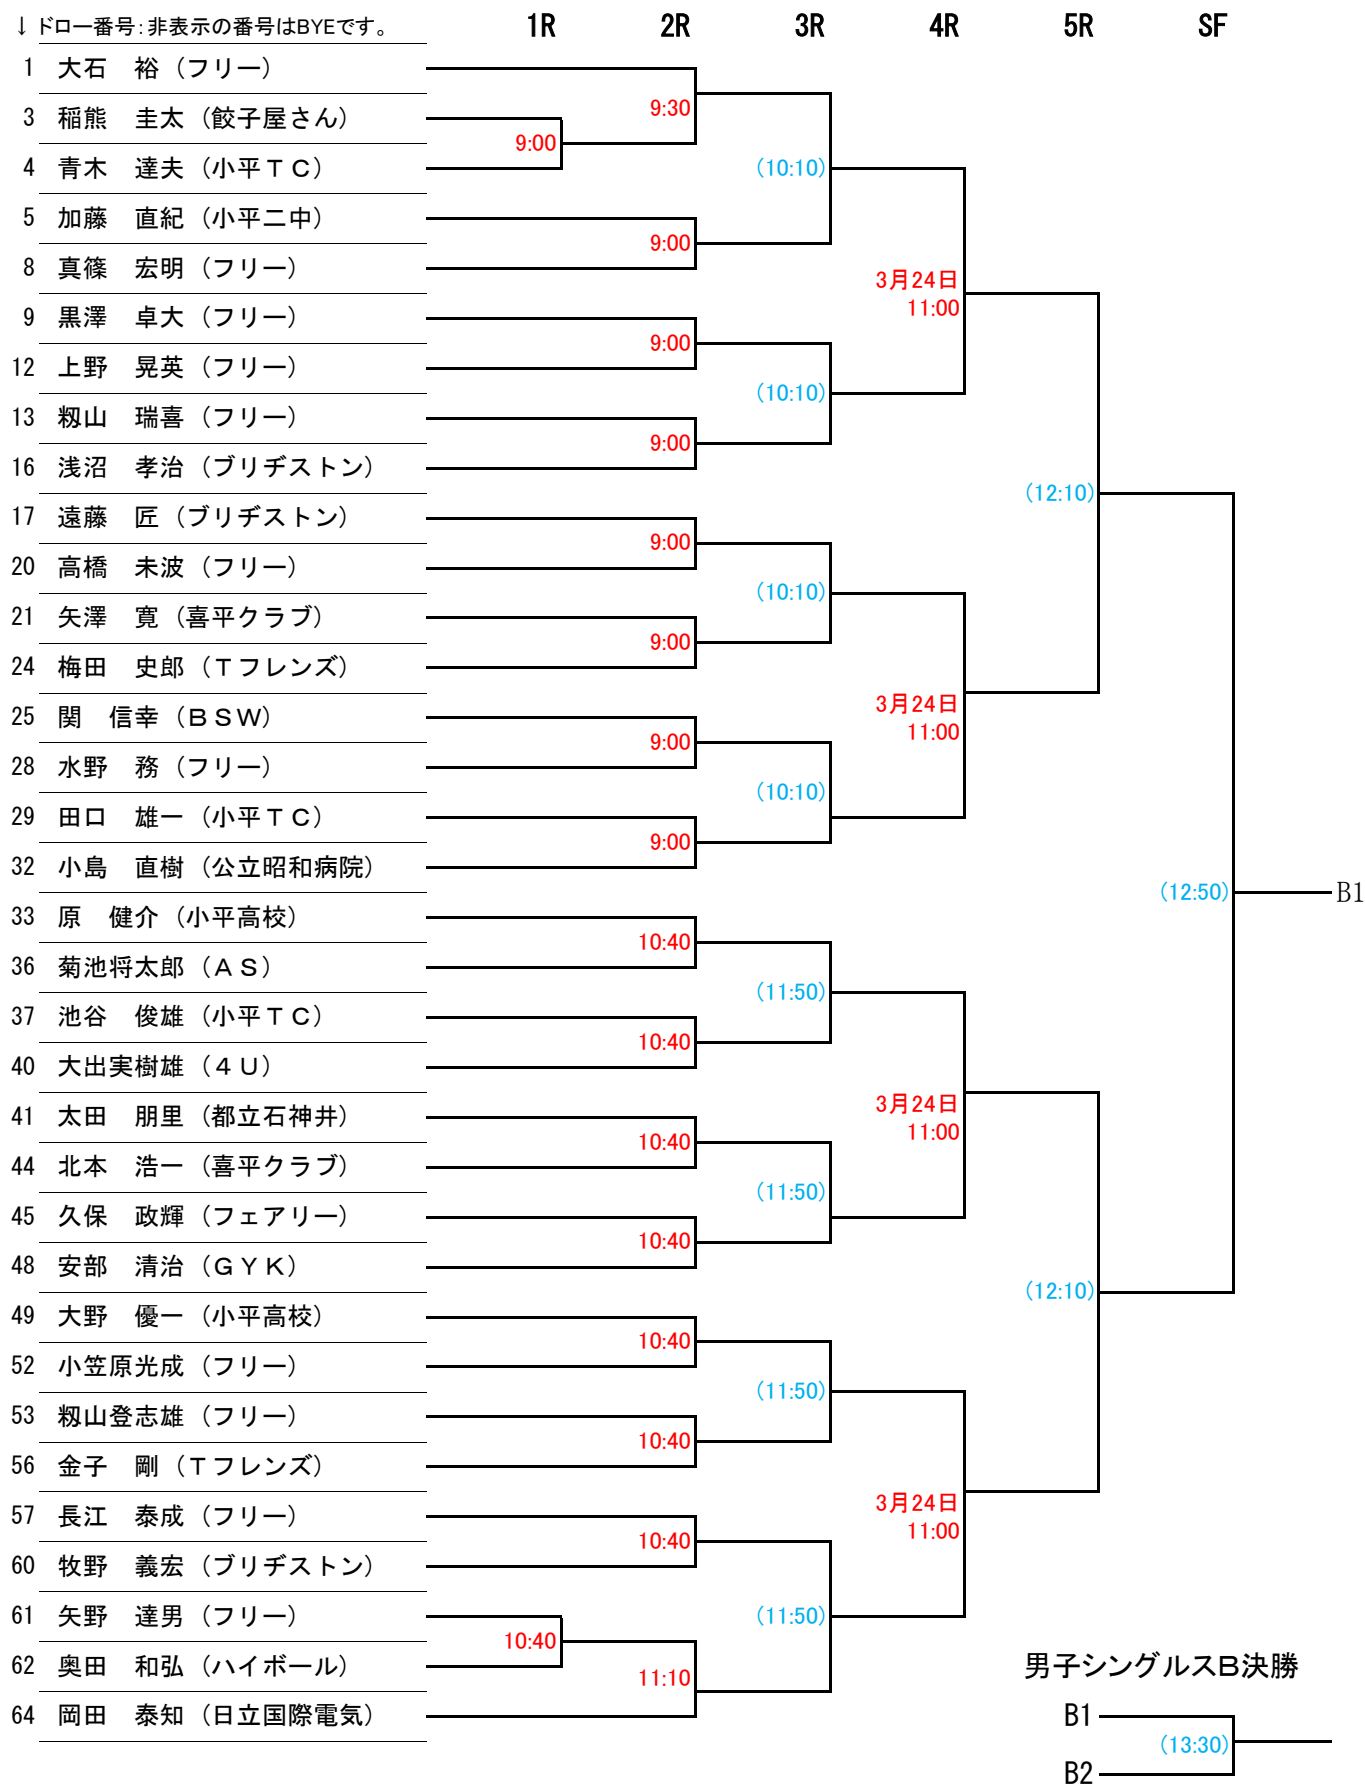 ↓ ドロー番号：非表示の番号はBYEです。 1R 2R 3R 4R 5R SF
1 大石　裕（フリー）
9:30
3 稲熊　圭太（餃子屋さん）
9:00
4 青木　達夫（小平ＴＣ）
(10:10)
5 加藤　直紀（小平二中）
9:00
8 真篠　宏明（フリー）
3月24日
11:00
9 黒澤　卓大（フリー）
9:00
12 上野　晃英（フリー）
(10:10)
13 籾山　瑞喜（フリー）
9:00
16 浅沼　孝治（ブリヂストン）
(12:10)
17 遠藤　匠（ブリヂストン）
9:00
20 高橋　未波（フリー）
(10:10)
21 矢澤　寛（喜平クラブ）
9:00
24 梅田　史郎（Ｔフレンズ）
3月24日
11:00
25 関　信幸（ＢＳＷ）
9:00
28 水野　務（フリー）
(10:10)
29 田口　雄一（小平ＴＣ）
9:00
32 小島　直樹（公立昭和病院）
(12:50) B1
33 原　健介（小平高校）
10:40
36 菊池将太郎（ＡＳ）
(11:50)
37 池谷　俊雄（小平ＴＣ）
10:40
40 大出実樹雄（４Ｕ）
3月24日
11:00
41 太田　朋里（都立石神井）
10:40
44 北本　浩一（喜平クラブ）
(11:50)
45 久保　政輝（フェアリー）
10:40
48 安部　清治（ＧＹＫ）
(12:10)
49 大野　優一（小平高校）
10:40
52 小笠原光成（フリー）
(11:50)
53 籾山登志雄（フリー）
10:40
56 金子　剛（Ｔフレンズ）
3月24日
11:00
57 長江　泰成（フリー）
10:40
60 牧野　義宏（ブリヂストン）
61 矢野　達男（フリー）
(11:50)
10:40
62 奥田　和弘（ハイボール）
11:10
64 岡田　泰知（日立国際電気）
男子シングルスB決勝
B1
(13:30)
B2